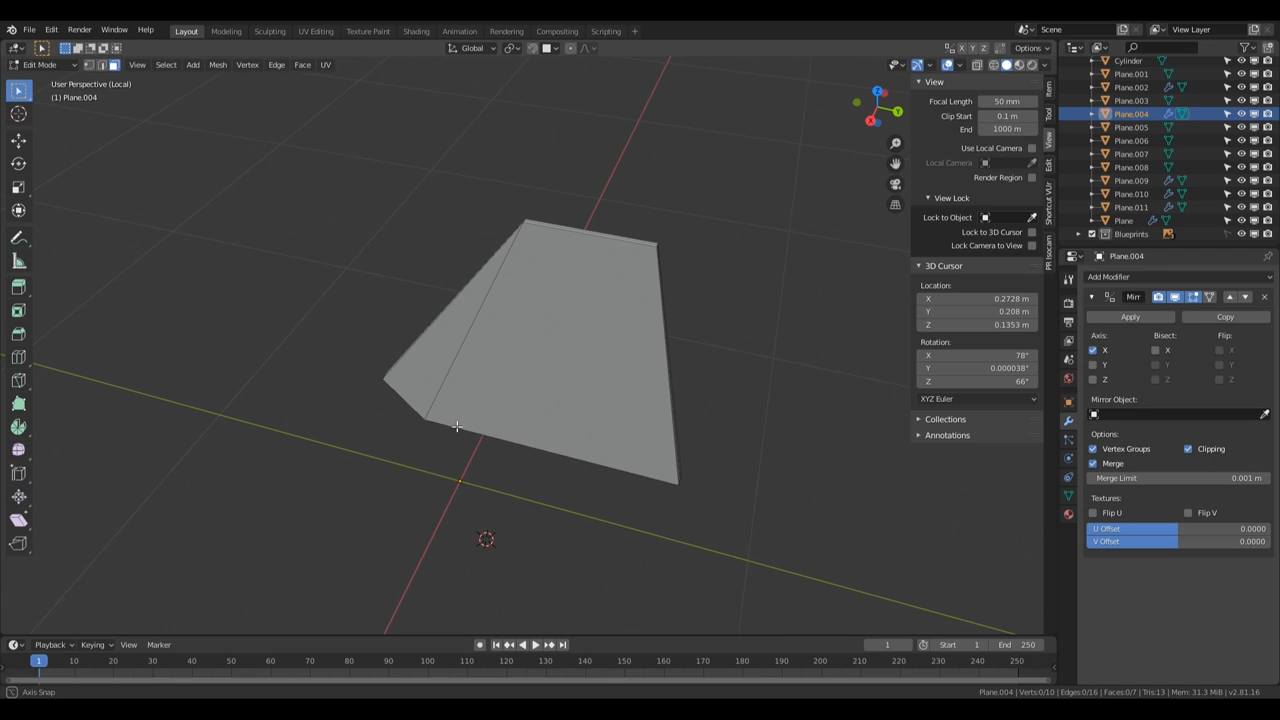 File Edit Render Window Help Layout Modeling Sculpting UV Editing Texture Paint Shading Animation Rendering Compositing Scripting + Scene View Layer
Global X Y Z Options
Edit Mode View Select Add Mesh Vertex Edge Face UV
User Perspective (Local)
(1) Plane.004
Z
Y
X
View
Focal Length 50 mm
Clip Start 0.1 m
End 1000 m
Use Local Camera
Local Camera
Render Region
View Lock
Lock to Object
Lock to 3D Cursor
Lock Camera to View
3D Cursor
Location:
X 0.2728 m
Y 0.208 m
Z 0.1353 m
Rotation:
X 78°
Y 0.000038°
Z 66°
XYZ Euler
Collections
Annotations
Item
Tool
View
Edit
Shortcut VUr
PR Isocam
Cylinder
Plane.001
Plane.002
Plane.003
Plane.004
Plane.005
Plane.006
Plane.007
Plane.008
Plane.009
Plane.010
Plane.011
Plane
Blueprints
Plane.004
Add Modifier
Mirr
Apply Copy
Axis: Bisect: Flip:
X X X
Y Y Y
Z Z Z
Mirror Object:
Options:
Vertex Groups Clipping
Merge
Merge Limit 0.001 m
Textures:
Flip U Flip V
U Offset 0.0000
V Offset 0.0000
Playback Keying View Marker 1 Start 1 End 250
1 10 20 30 40 50 60 70 80 90 100 110 120 130 140 150 160 170 180 190 200 210 220 230 240 250
Axis Snap Plane.004 | Verts:0/10 | Edges:0/16 | Faces:0/7 | Tris:13 | Mem: 31.3 MiB | v2.81.16